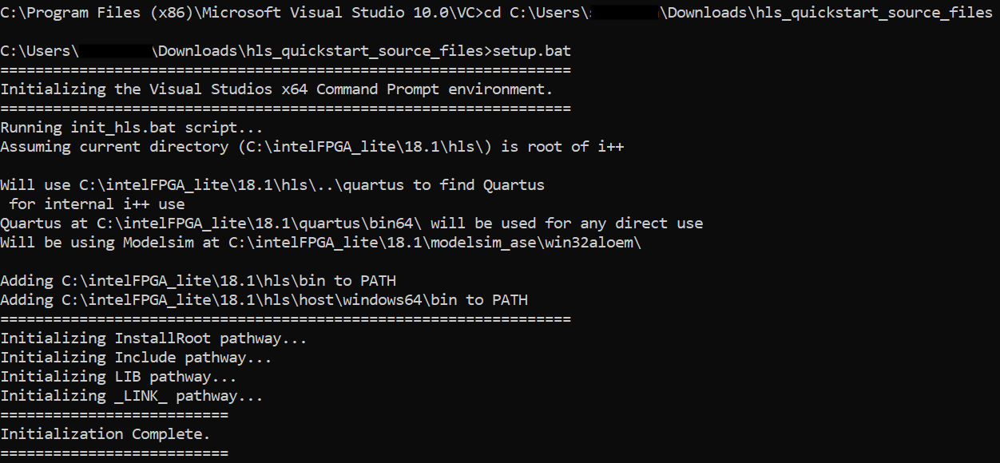 C:\Program Files (x86)\Microsoft Visual Studio 10.0\VC>cd C:\Users\ \Downloads\hls_quickstart_source_files
C:\Users\ \Downloads\hls_quickstart_source_files>setup.bat
=================================================================
Initializing the Visual Studios x64 Command Prompt environment.
=================================================================
Running init_hls.bat script...
Assuming current directory (C:\intelFPGA_lite\18.1\hls\) is root of i++
Will use C:\intelFPGA_lite\18.1\hls\..\quartus to find Quartus
for internal i++ use
Quartus at C:\intelFPGA_lite\18.1\quartus\bin64\ will be used for any direct use
Will be using Modelsim at C:\intelFPGA_lite\18.1\modelsim_ase\win32aloem\
Adding C:\intelFPGA_lite\18.1\hls\bin to PATH
Adding C:\intelFPGA_lite\18.1\hls\host\windows64\bin to PATH
=================================================================
Initializing InstallRoot pathway...
Initializing Include pathway...
Initializing LIB pathway...
Initializing _LINK_ pathway...
==========================
Initialization Complete.
==========================